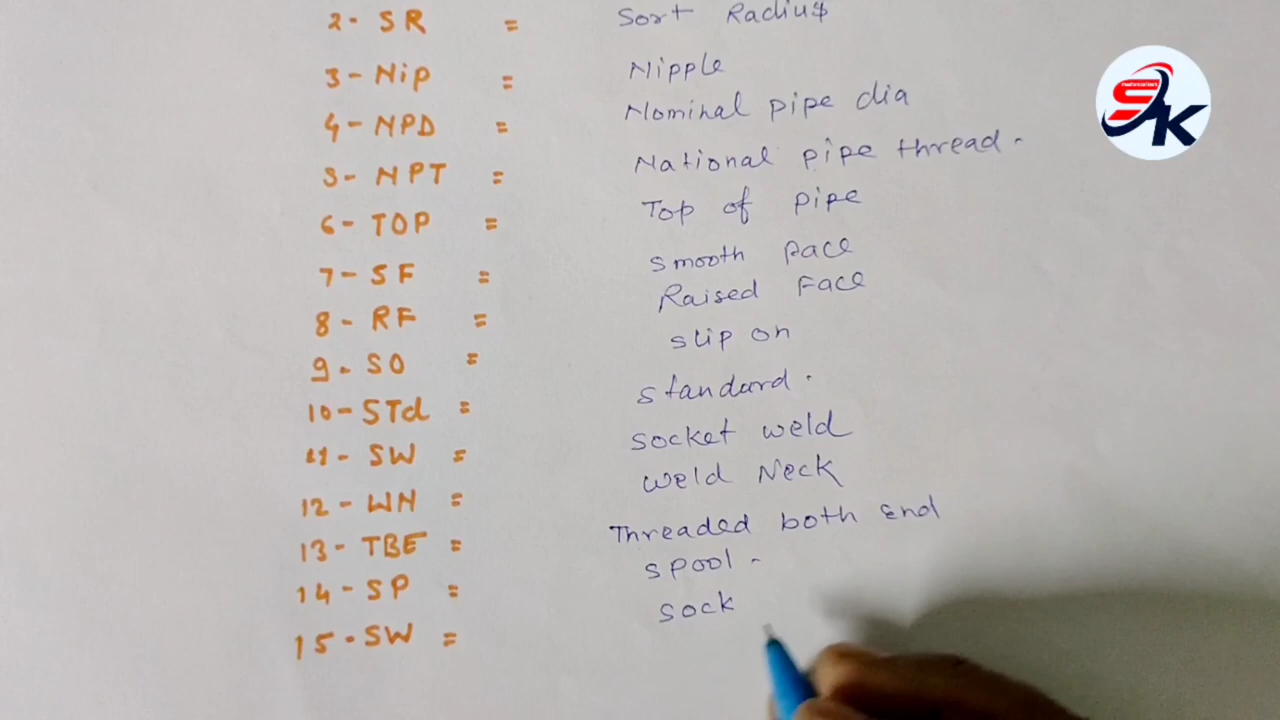 2- SR = Sort Radius
3- Nip = Nipple
4- NPD = Nominal pipe dia
5- NPT = National pipe thread.
6- TOP = Top of pipe
7- SF = Smooth face
8- RF = Raised Face
9- SO = Slip on
10- STd = Standard.
11- SW = Socket weld
12- WN = Weld Neck
13- TBE = Threaded both End
14- SP = Spool -
15- SW = Sock
SK